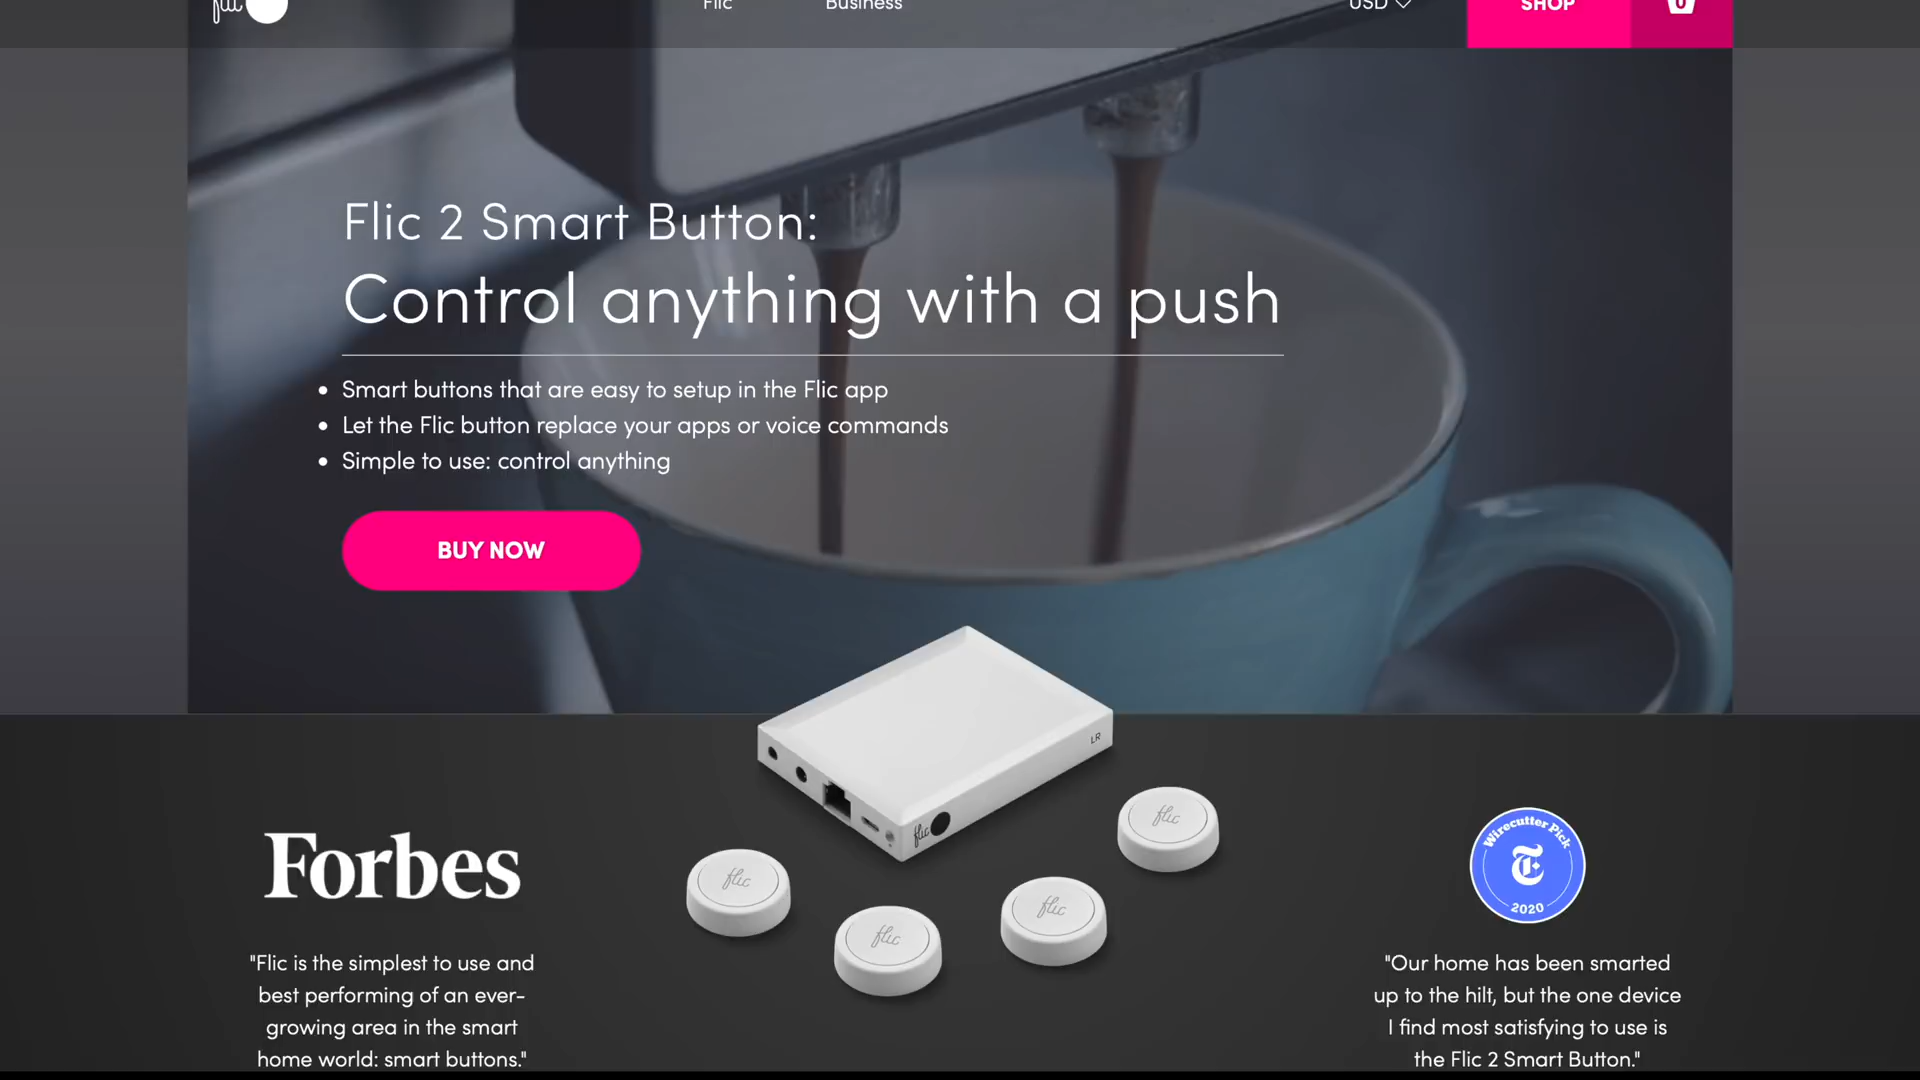 flic
Flic
Business
USD
SHOP
0
Flic 2 Smart Button:
Control anything with a push
Smart buttons that are easy to setup in the Flic app
Let the Flic button replace your apps or voice commands
Simple to use: control anything
BUY NOW
LR
flic
flic
flic
flic
flic
Forbes
"Flic is the simplest to use and
best performing of an ever-
growing area in the smart
home world: smart buttons."
Wirecutter Pick
T
2020
"Our home has been smarted
up to the hilt, but the one device
I find most satisfying to use is
the Flic 2 Smart Button."